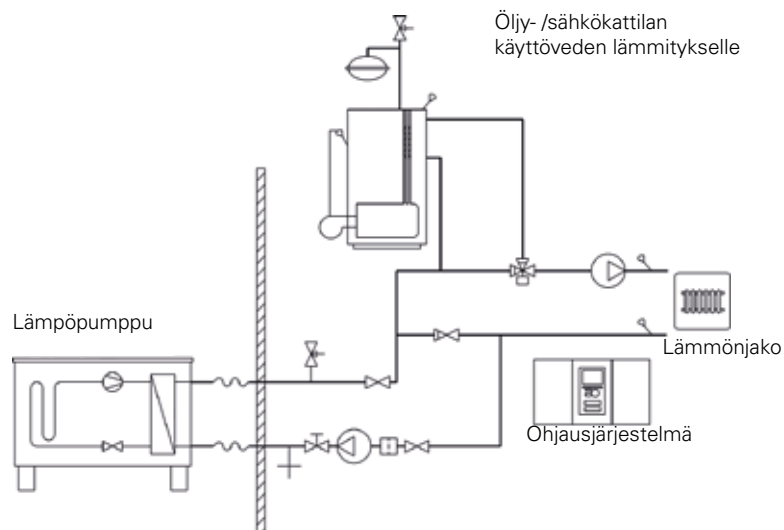 Öljy- /sähkökattilan
käyttöveden lämmitykselle
Lämpöpumppu
Lämmönjako
Ohjausjärjestelmä